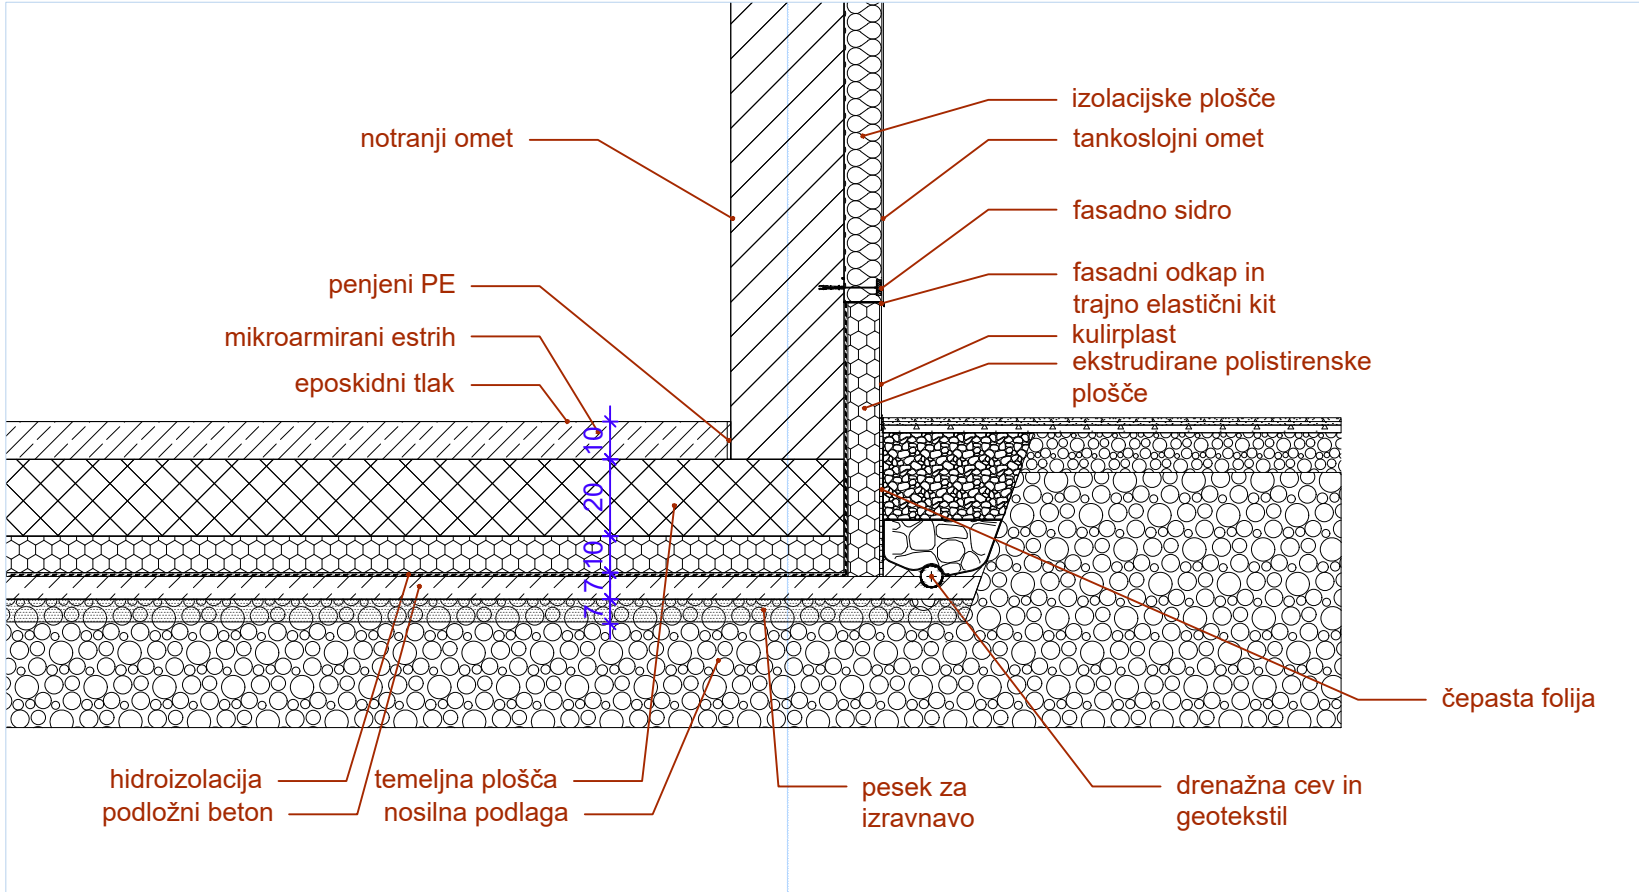 izolacijske plošče
notranji omet
tankoslojni omet
fasadno sidro
fasadni odkap in
trajno elastični kit
penjeni PE
mikroarmirani estrih
kulirplast
ekstrudirane polistirenske
plošče
eposkidni tlak
10
20
10
7
7
čepasta folija
hidroizolacija
temeljna plošča
podložni beton
nosilna podlaga
pesek za
izravnavo
drenažna cev in
geotekstil